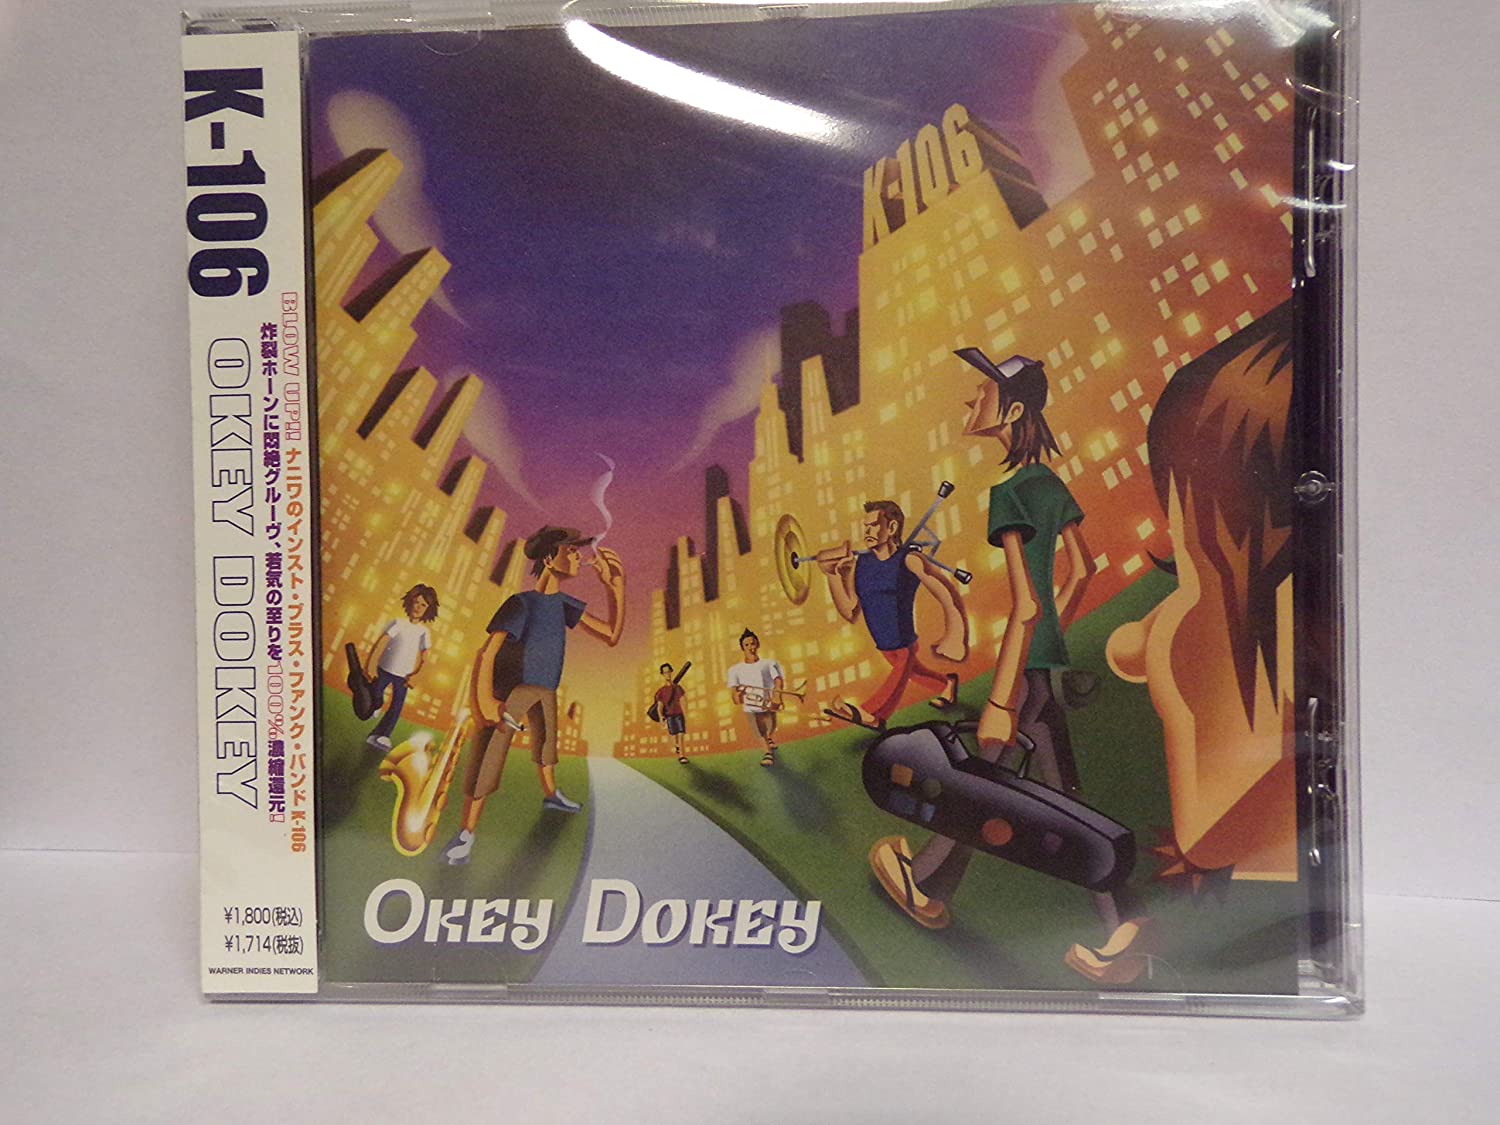 K-106 OKEY DOKEY
BLOW UP!! ナニワのインスト・ブラス・ファンク・バンド K-106
炸裂ホーンに悶絶グルーヴ、若気の至りを100%濃縮還元!
¥1,800(税込)
¥1,714(税抜)
WARNER INDIES NETWORK
K-106
OKEY DOKEY